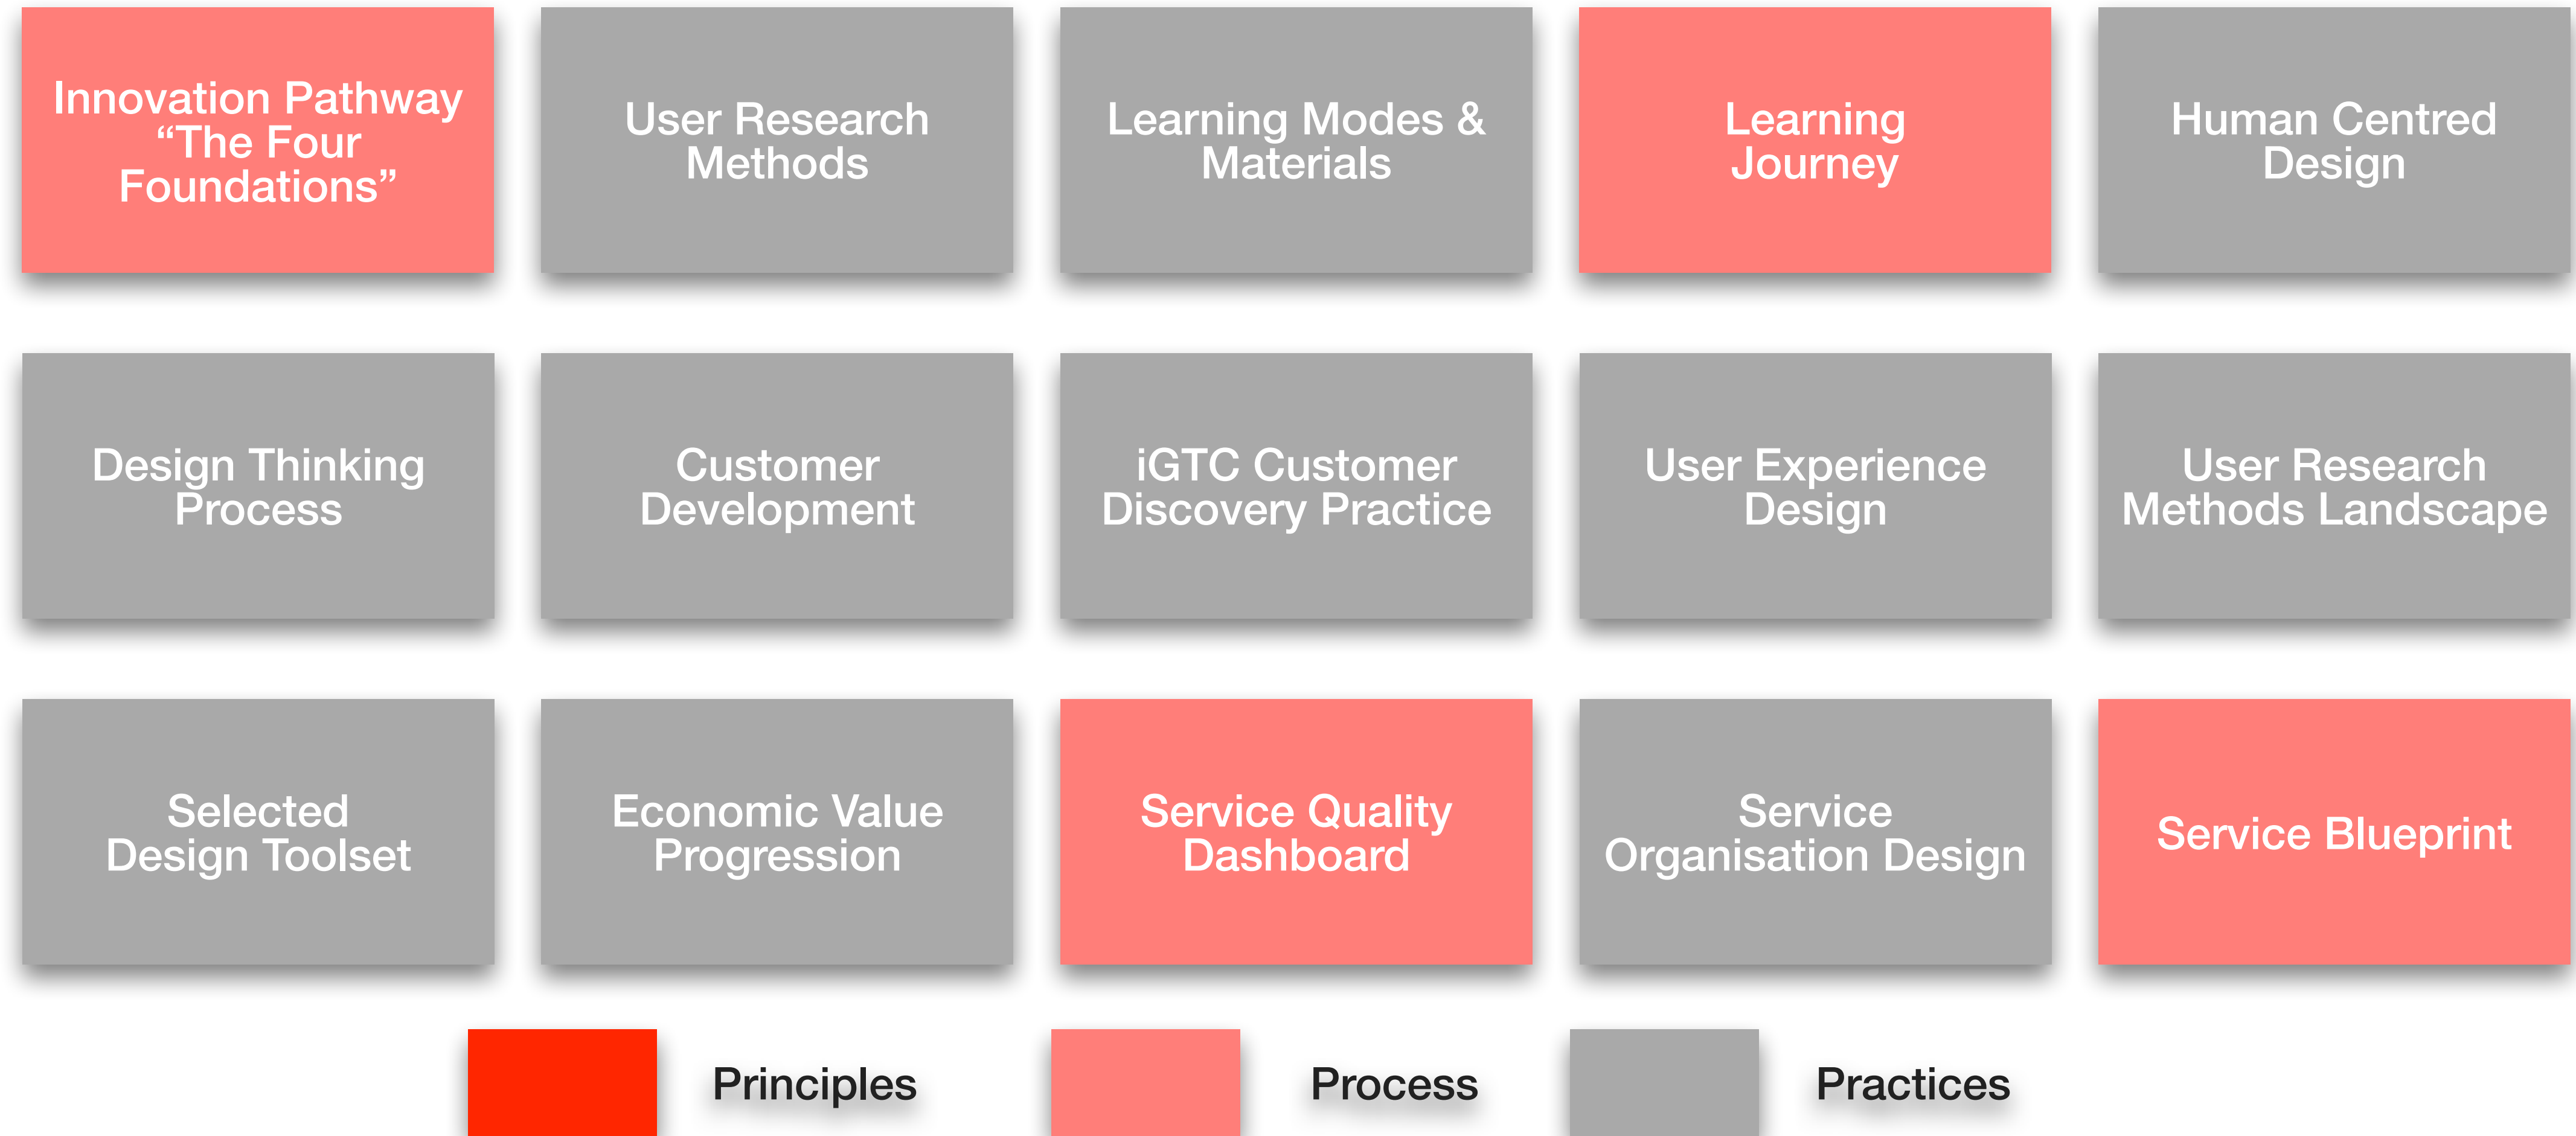 Innovation Pathway
“The Four
Foundations”
User Research
Methods
Learning Modes &
Materials
Learning
Journey
Human Centred
Design
Design Thinking
Process
Customer
Development
iGTC Customer
Discovery Practice
User Experience
Design
User Research
Methods Landscape
Selected
Design Toolset
Economic Value
Progression
Service Quality
Dashboard
Service
Organisation Design
Service Blueprint
Principles
Process
Practices